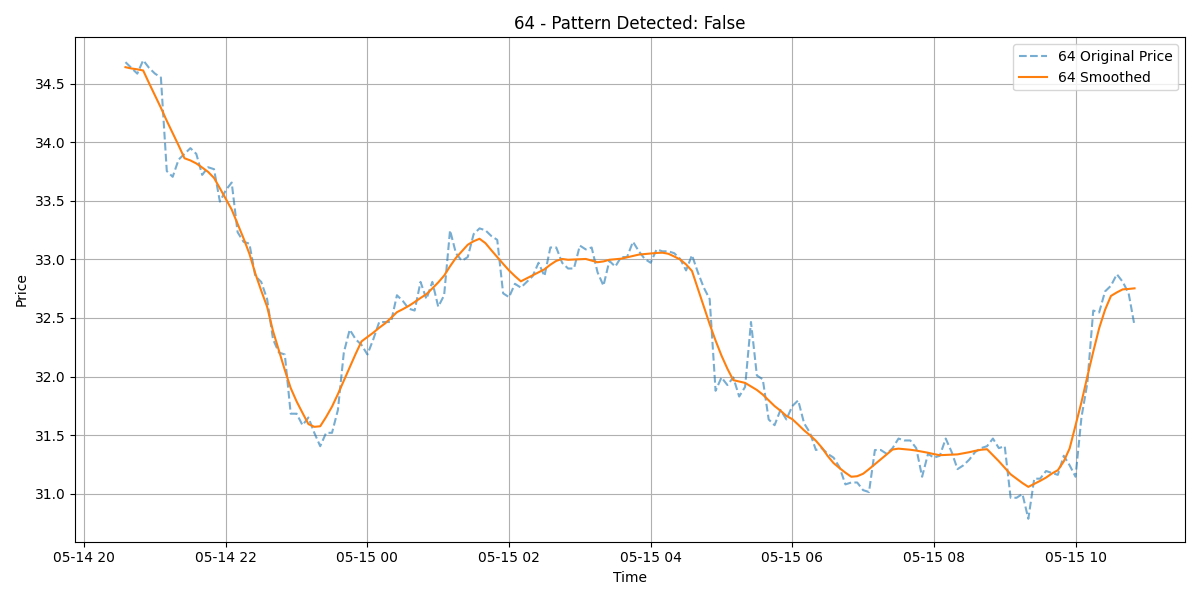 64 - Pattern Detected: False
64 Original Price
64 Smoothed
Price
34.5
34.0
33.5
33.0
32.5
32.0
31.5
31.0
05-14 20 05-14 22 05-15 00 05-15 02 05-15 04 05-15 06 05-15 08 05-15 10
Time